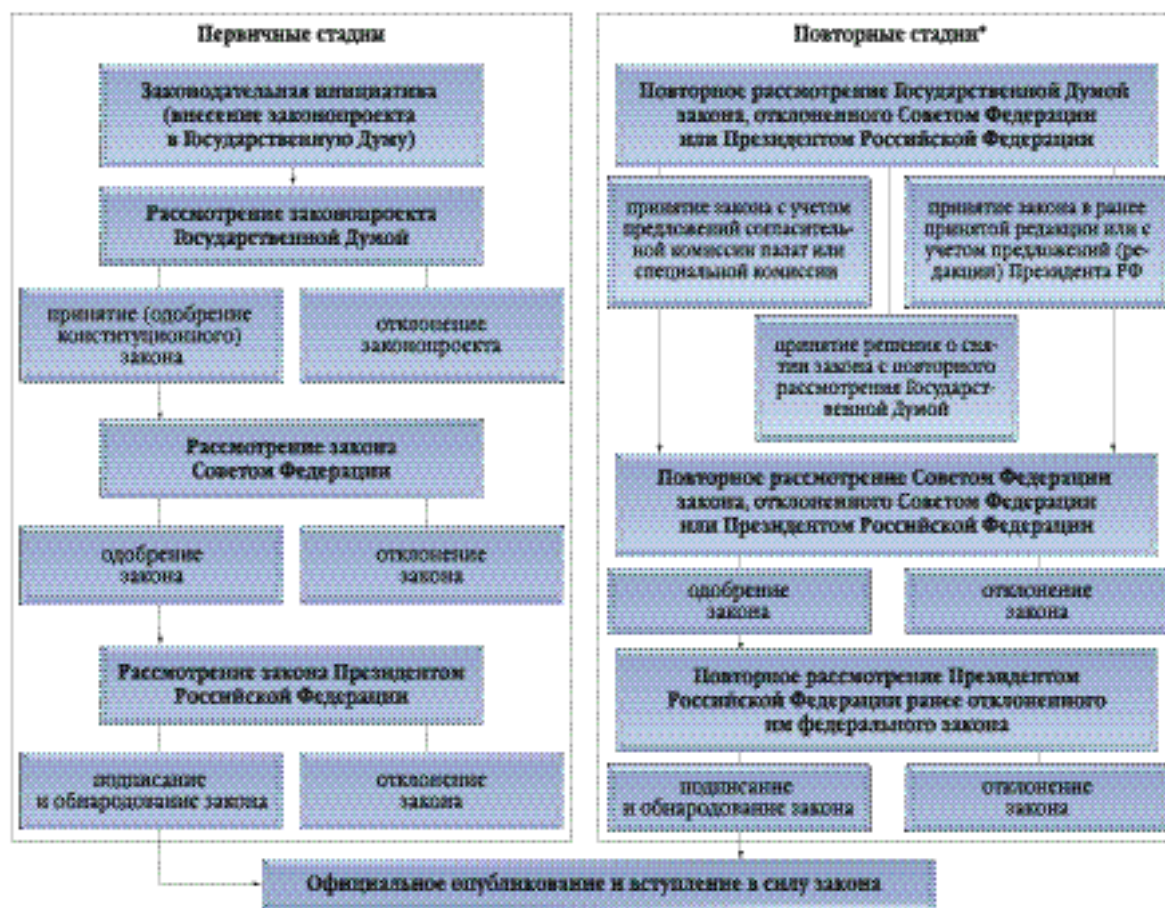 Первичные стадии
Законодательная инициатива
(внесение законопроекта
в Государственную Думу)
Рассмотрение законопроекта
Государственной Думой
принятие (одобрение
конституционного)
закона
отклонение
законопроекта
Рассмотрение закона
Советом Федерации
одобрение
закона
отклонение
закона
Рассмотрение закона Президентом
Российской Федерации
подписание
и обнародование закона
отклонение
закона
Повторные стадии*
Повторное рассмотрение Государственной Думой
закона, отклоненного Советом Федерации
или Президентом Российской Федерации
принятие закона с учетом
предложений согласитель-
ной комиссии палат или
специальной комиссии
принятие закона в ранее
принятой редакции или с
учетом предложений (ре-
дакции) Президента РФ
принятие решения о сня-
тии закона с повторного
рассмотрения Государст-
венной Думой
Повторное рассмотрение Советом Федерации
закона, отклоненного Советом Федерации
или Президентом Российской Федерации
одобрение
закона
отклонение
закона
Повторное рассмотрение Президентом
Российской Федерации ранее отклоненного
им федерального закона
подписание
и обнародование закона
отклонение
закона
Официальное опубликование и вступление в силу закона